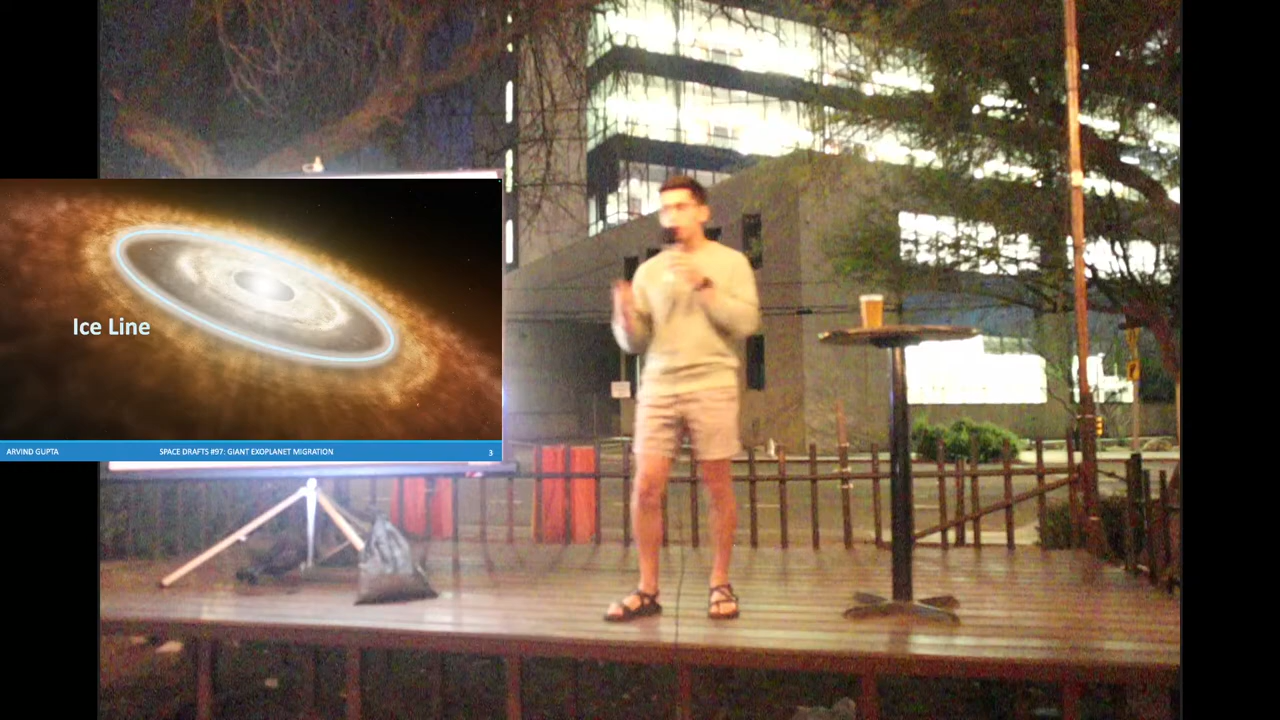 Ice Line
ARVIND GUPTA SPACE DRAFTS #97: GIANT EXOPLANET MIGRATION 3